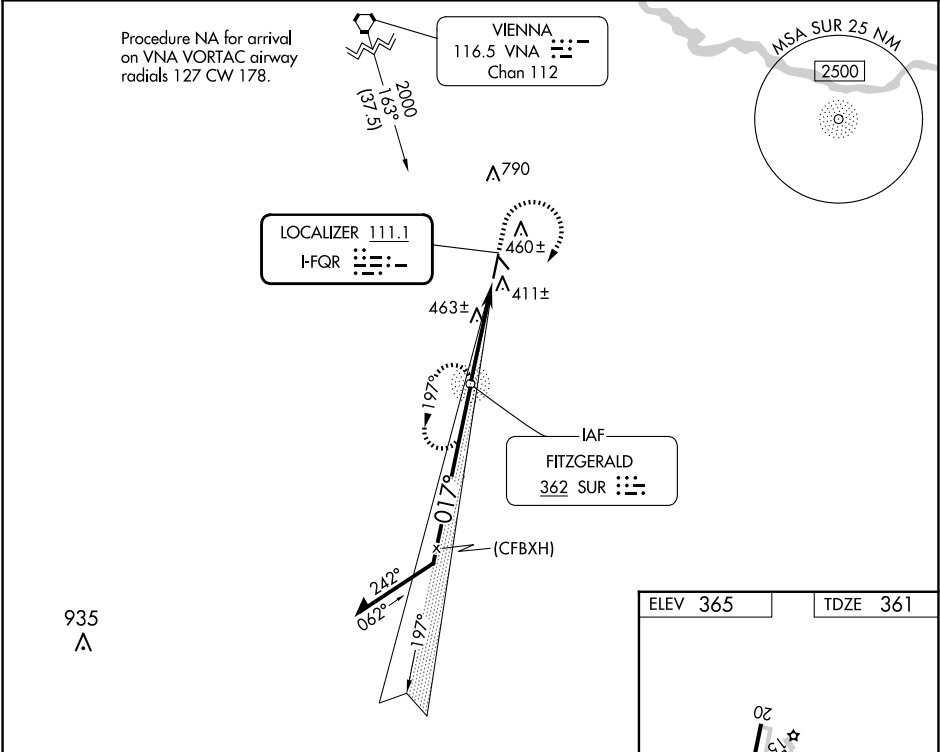 Procedure NA for arrival
on VNA VORTAC airway
radials 127 CW 178.
VIENNA
116.5 VNA
Chan 112
2000
163°
(37.5)
MSA SUR 25 NM
2500
790
LOCALIZER 111.1
I-FQR
460±
411±
463±
197°
IAF
FITZGERALD
362 SUR
017°
(CFBXH)
242°
062°
197°
935
ELEV 365
TDZE 361
20